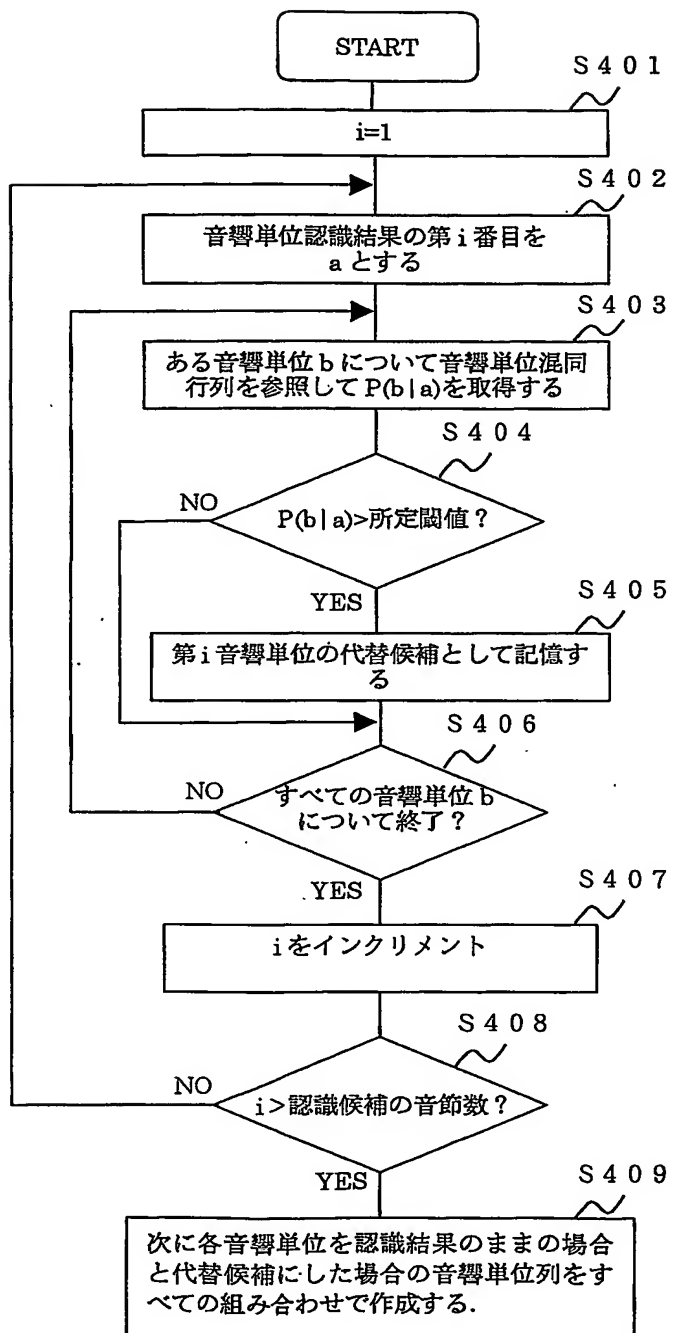 START
S401
i=1
S402
音響単位認識結果の第i番目を
aとする
S403
ある音響単位bについて音響単位混同
行列を参照してP(b|a)を取得する
S404
NO
P(b|a)>所定閾値？
YES
S405
第i音響単位の代替候補として記憶す
る
S406
NO
すべての音響単位b
について終了？
YES
S407
iをインクリメント
S408
NO
i>認識候補の音節数？
YES
S409
次に各音響単位を認識結果のままの場合
と代替候補にした場合の音響単位列をす
べての組み合わせで作成する.